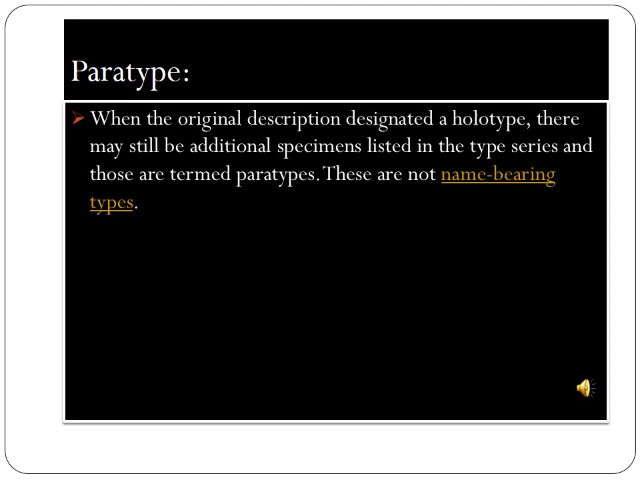 Paratype:
When the original description designated a holotype, there
may still be additional specimens listed in the type series and
those are termed paratypes. These are not name-bearing
types.